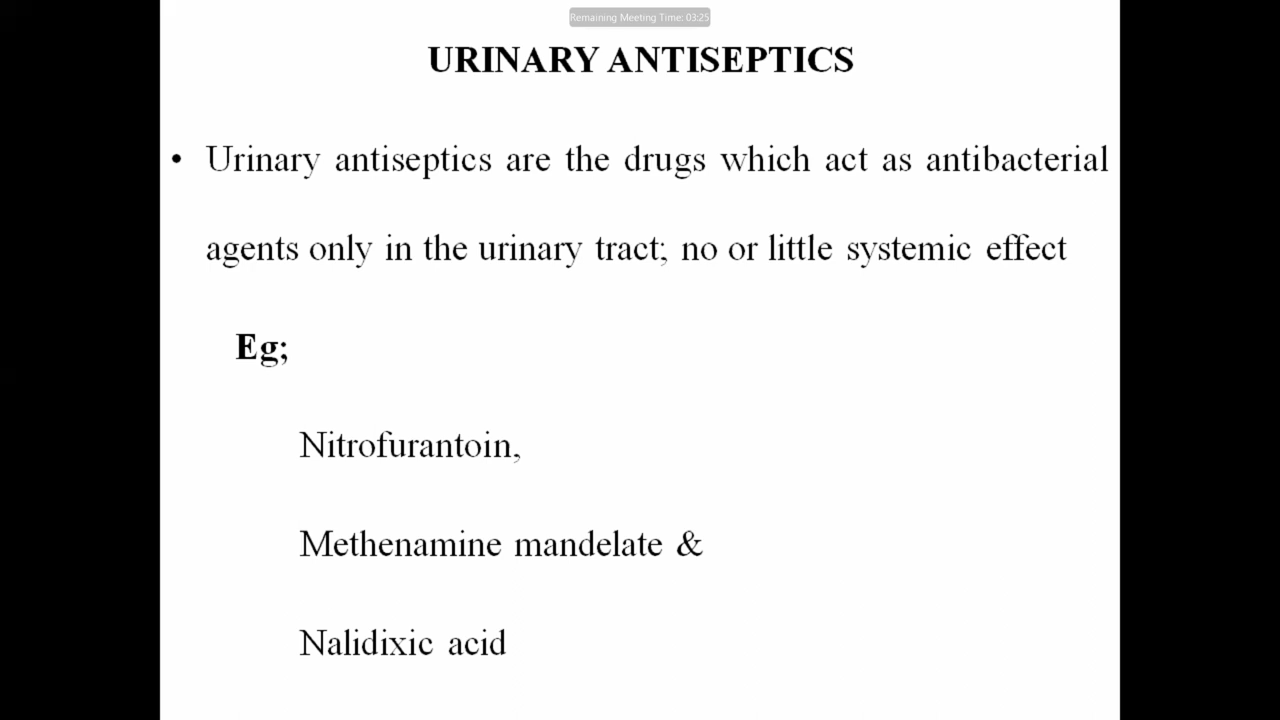 Remaining Meeting Time: 03:25
URINARY ANTISEPTICS
• Urinary antiseptics are the drugs which act as antibacterial
agents only in the urinary tract; no or little systemic effect
Eg;
Nitrofurantoin,
Methenamine mandelate &
Nalidixic acid